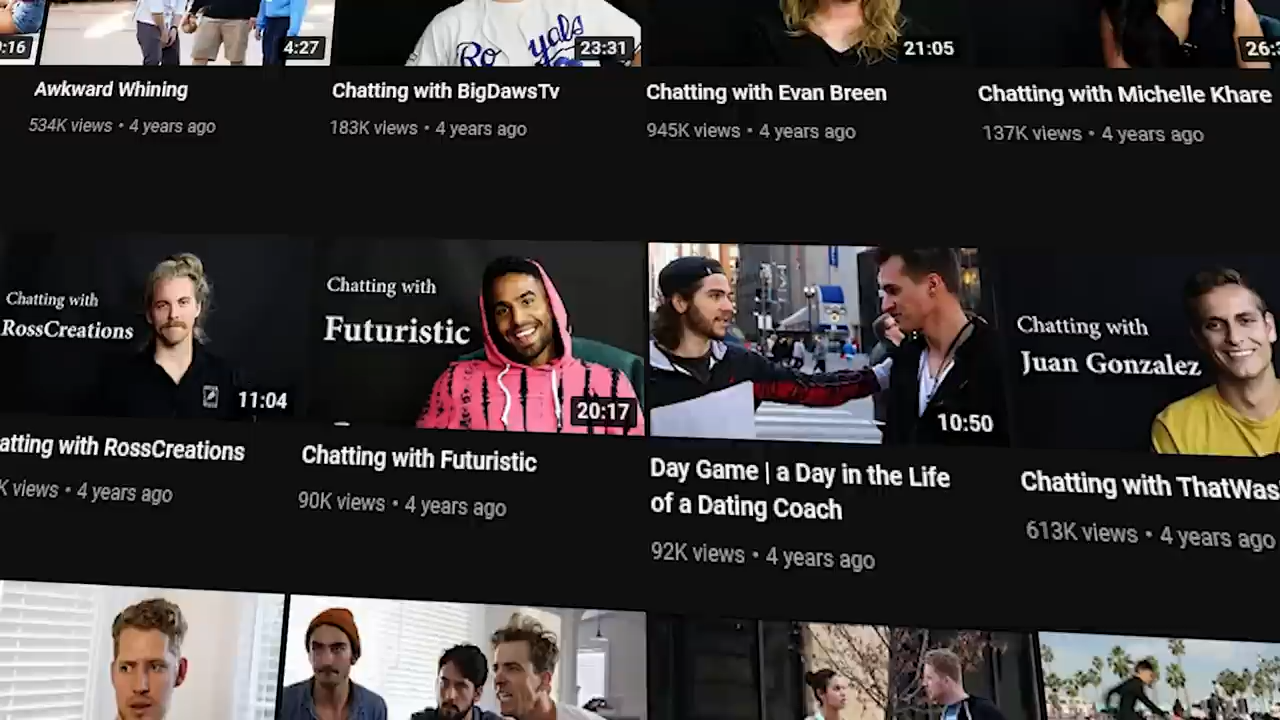 :16
4:27
Royals
23:31
21:05
26:3
Awkward Whining
Chatting with BigDawsTv
Chatting with Evan Breen
Chatting with Michelle Khare
534K views • 4 years ago
183K views • 4 years ago
945K views • 4 years ago
137K views • 4 years ago
Chatting with
RossCreations
11:04
Chatting with
Futuristic
20:17
10:50
Chatting with
Juan Gonzalez
atting with RossCreations
Chatting with Futuristic
Day Game | a Day in the Life
of a Dating Coach
Chatting with ThatWas
K views • 4 years ago
90K views • 4 years ago
92K views • 4 years ago
613K views • 4 years ago